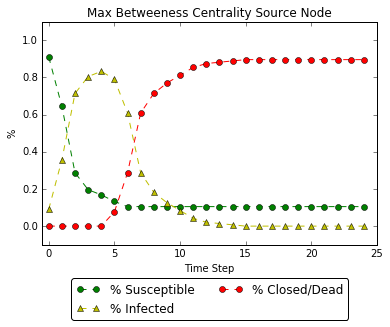 Max Betweeness Centrality Source Node
1.0
0.8
0.6
0.4
0.2
0.0
%
0 5 10 15 20 25
Time Step
% Susceptible % Closed/Dead
% Infected